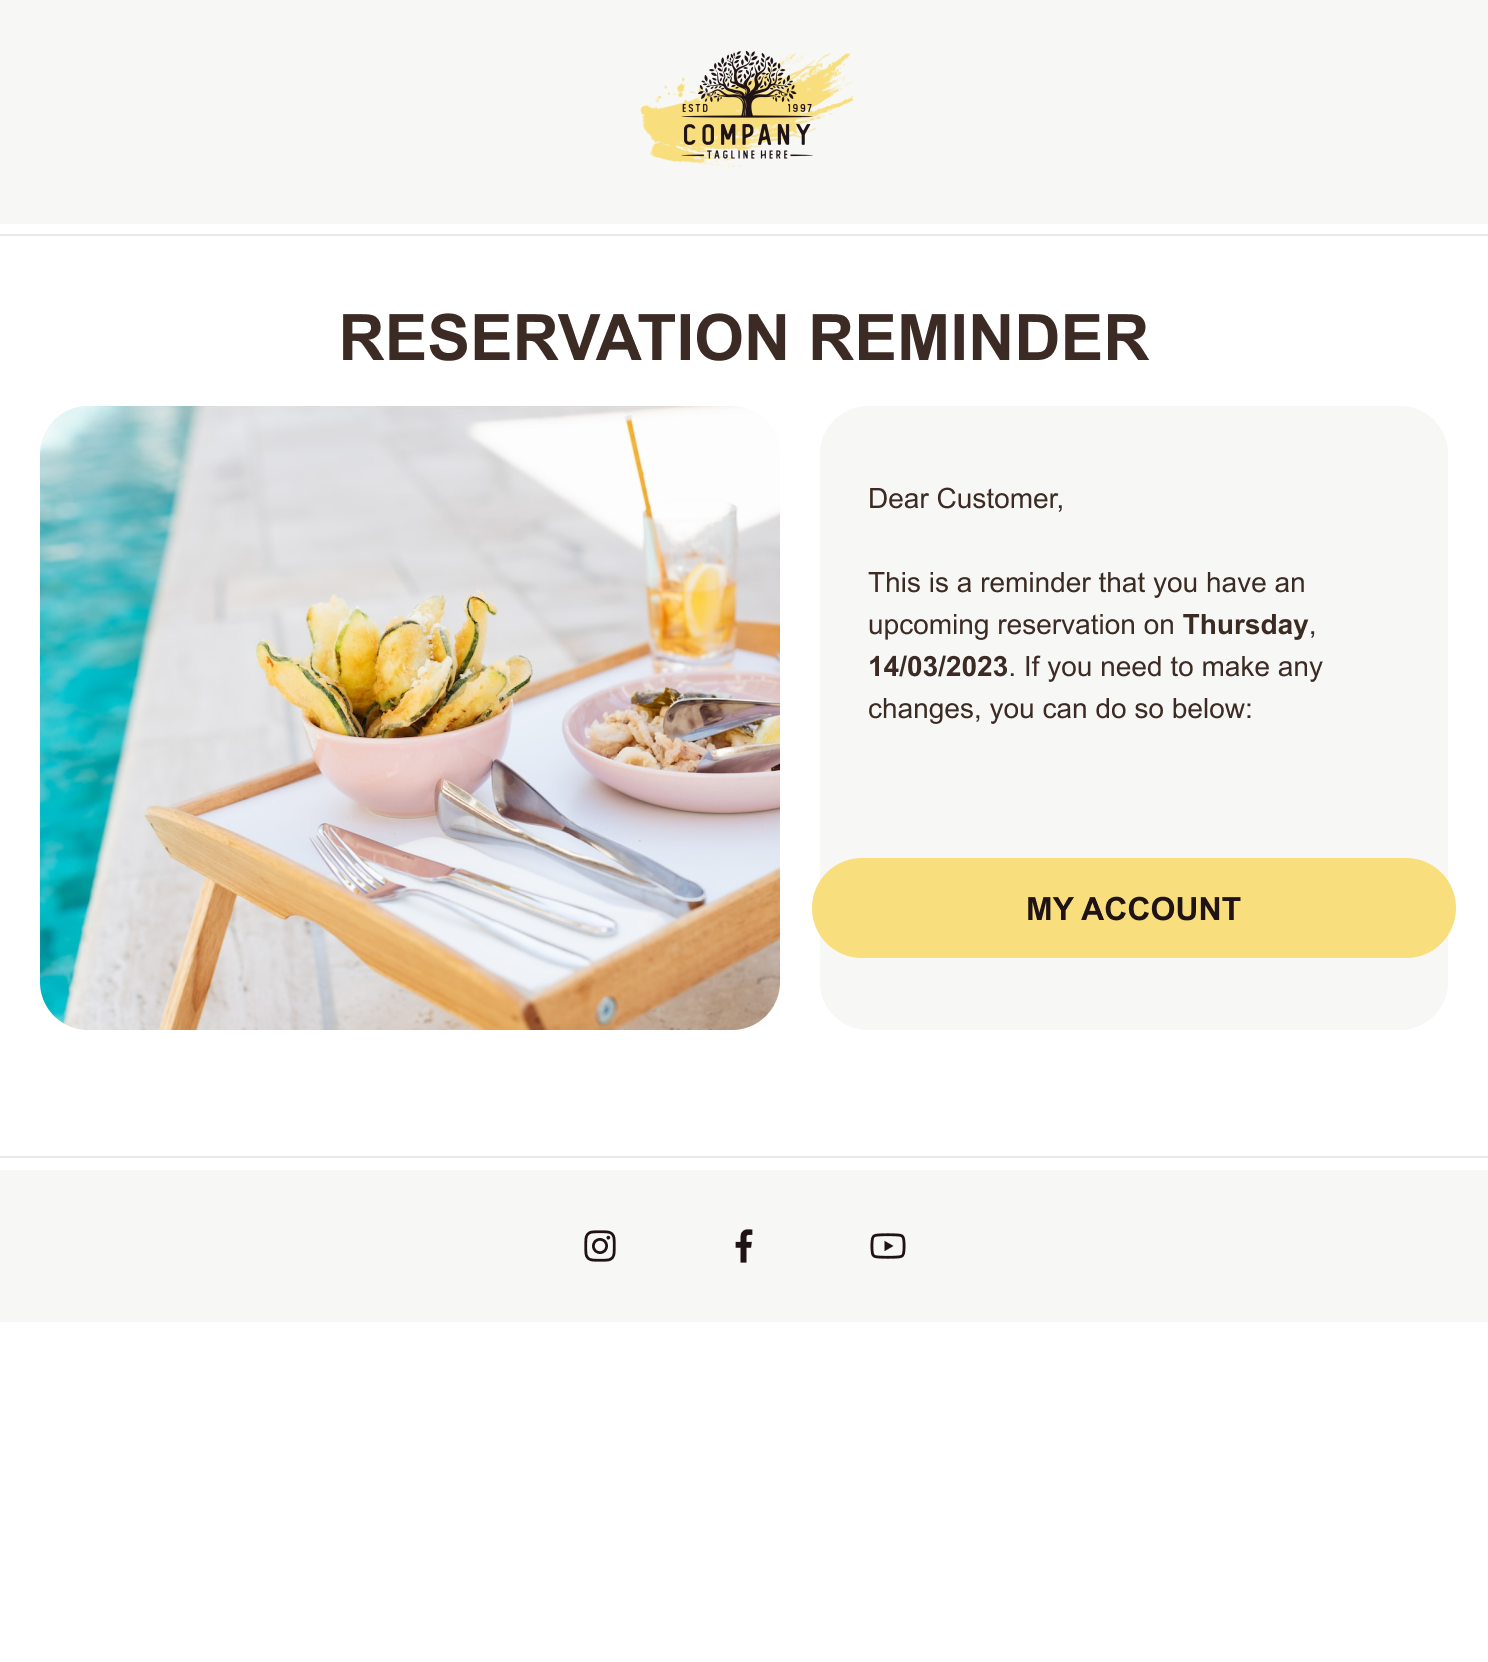 ESTD 1997
COMPANY
TAGLINE HERE
RESERVATION REMINDER
Dear Customer,
This is a reminder that you have an
upcoming reservation on Thursday,
14/03/2023. If you need to make any
changes, you can do so below:
MY ACCOUNT